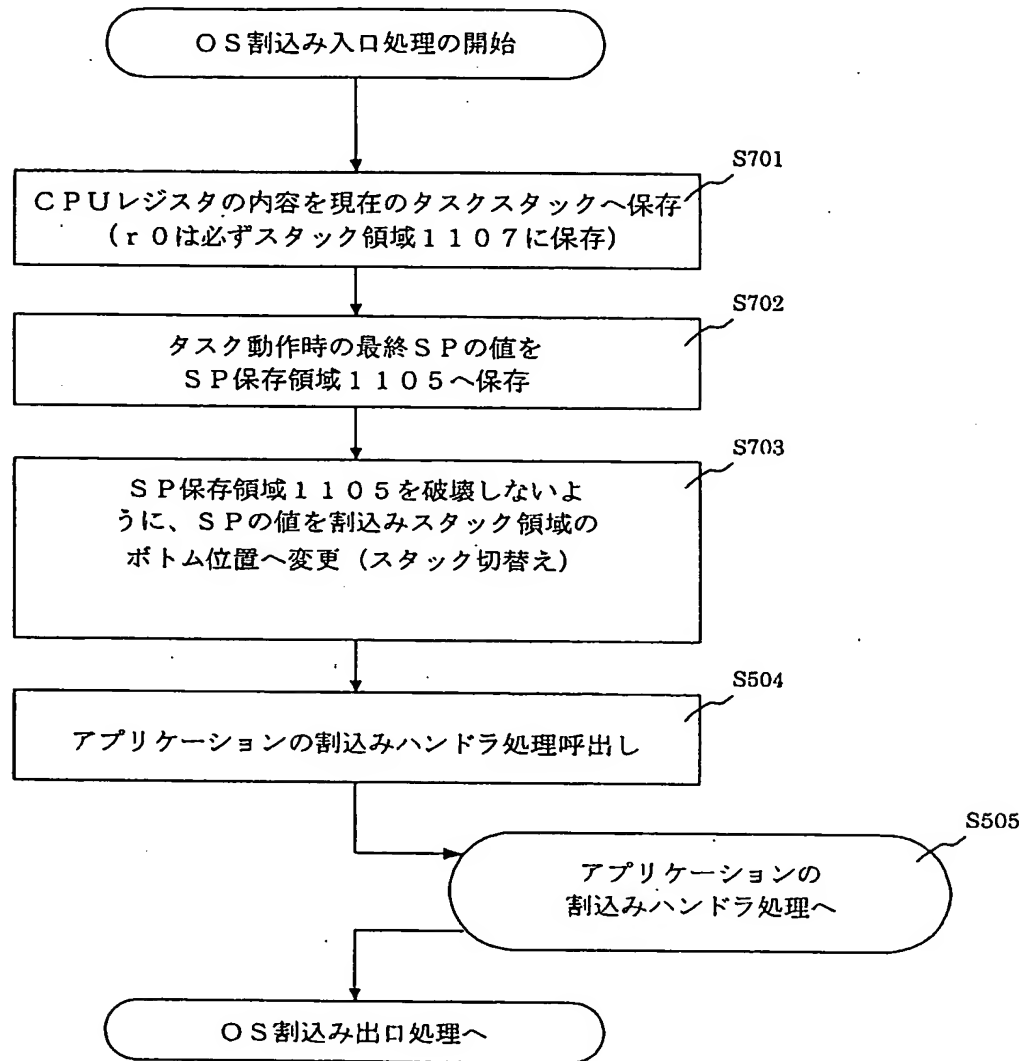 OS割込み入口処理の開始
S701
CPUレジスタの内容を現在のタスクスタックへ保存
(r0は必ずスタック領域1107に保存)
S702
タスク動作時の最終SPの値を
SP保存領域1105へ保存
S703
SP保存領域1105を破壊しないよ
うに、SPの値を割込みスタック領域の
ボトム位置へ変更(スタック切替え)
S504
アプリケーションの割込みハンドラ処理呼出し
S505
アプリケーションの
割込みハンドラ処理へ
OS割込み出口処理へ